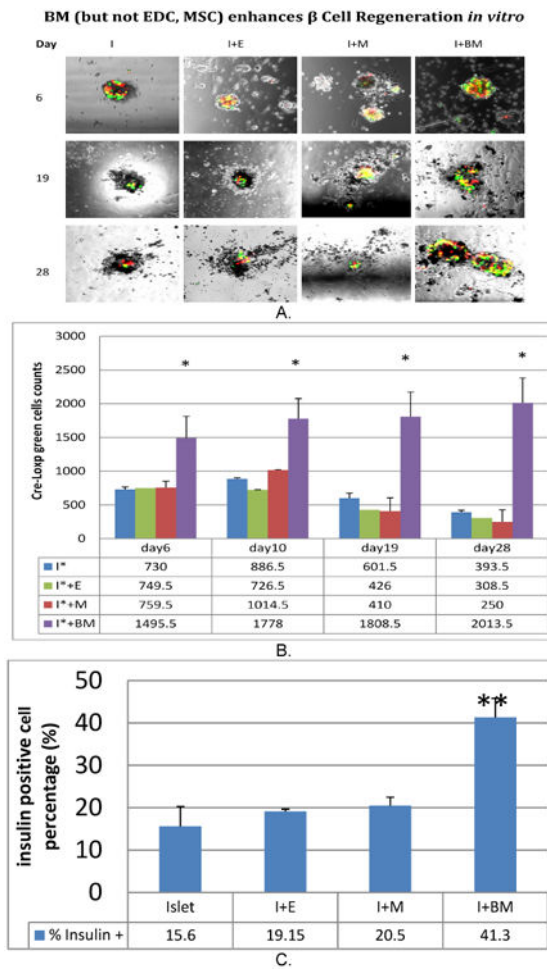 BM (but not EDC, MSC) enhances β Cell Regeneration in vitro
Day I I+E I+M I+BM
6
19
28
A.
3000
2500
2000
1500
1000
500
0
Cre-Loxp green cells counts
* * * *
day6 day10 day19 day28
I* 730 886.5 601.5 393.5
I*+E 749.5 726.5 426 308.5
I*+M 759.5 1014.5 410 250
I*+BM 1495.5 1778 1808.5 2013.5
B.
50
40
30
20
10
0
insulin positive cell
percentage (%)
**
Islet I+E I+M I+BM
% Insulin + 15.6 19.15 20.5 41.3
C.